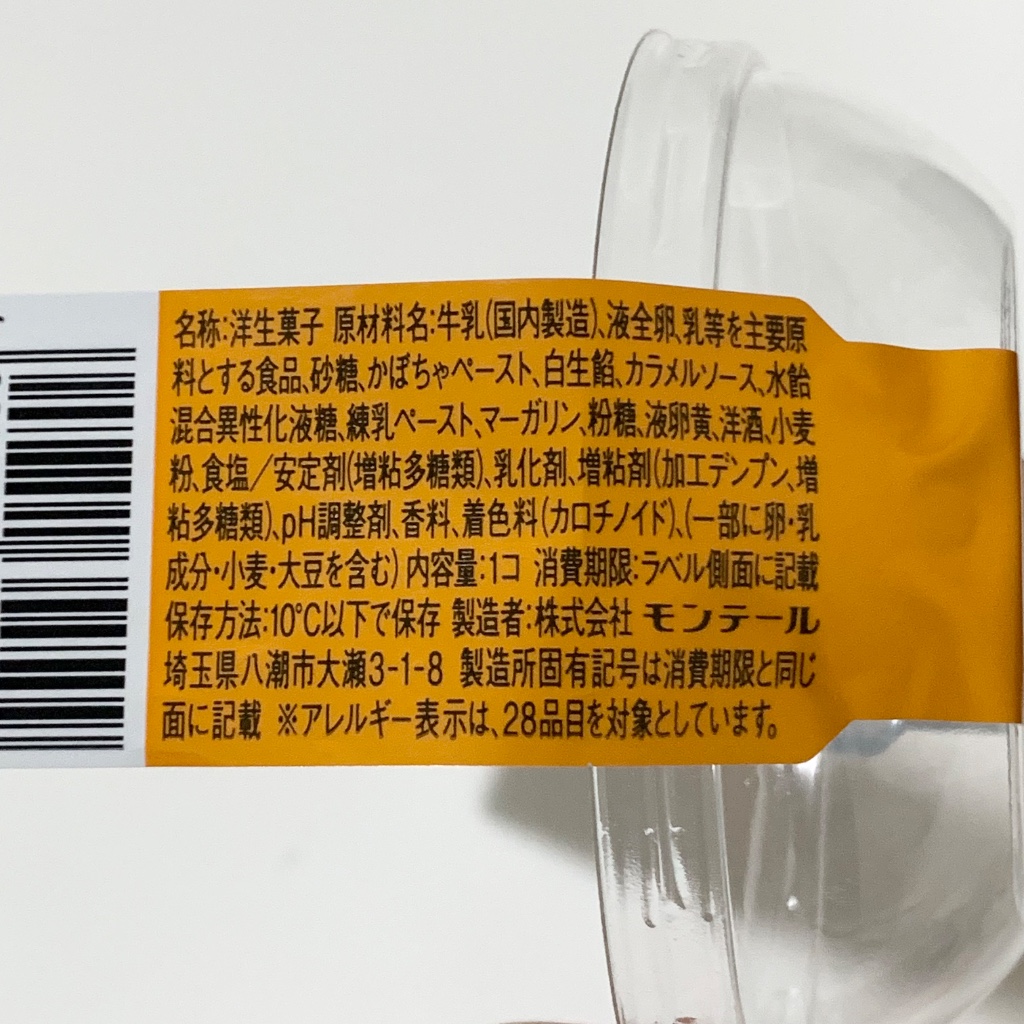 名称:洋生菓子 原材料名:牛乳(国内製造)、液全卵、乳等を主要原
料とする食品、砂糖、かぼちゃペースト、白生餡、カラメルソース、水飴
混合異性化液糖、練乳ペースト、マーガリン、粉糖、液卵黄、洋酒、小麦
粉、食塩/安定剤(増粘多糖類)、乳化剤、増粘剤(加工デンプン、増
粘多糖類)、pH調整剤、香料、着色料(カロチノイド)、(一部に卵・乳
成分・小麦・大豆を含む) 内容量:1コ 消費期限:ラベル側面に記載
保存方法:10℃以下で保存 製造者:株式会社 モンテール
埼玉県八潮市大瀬3-1-8 製造所固有記号は消費期限と同じ
面に記載 ※アレルギー表示は、28品目を対象としています。